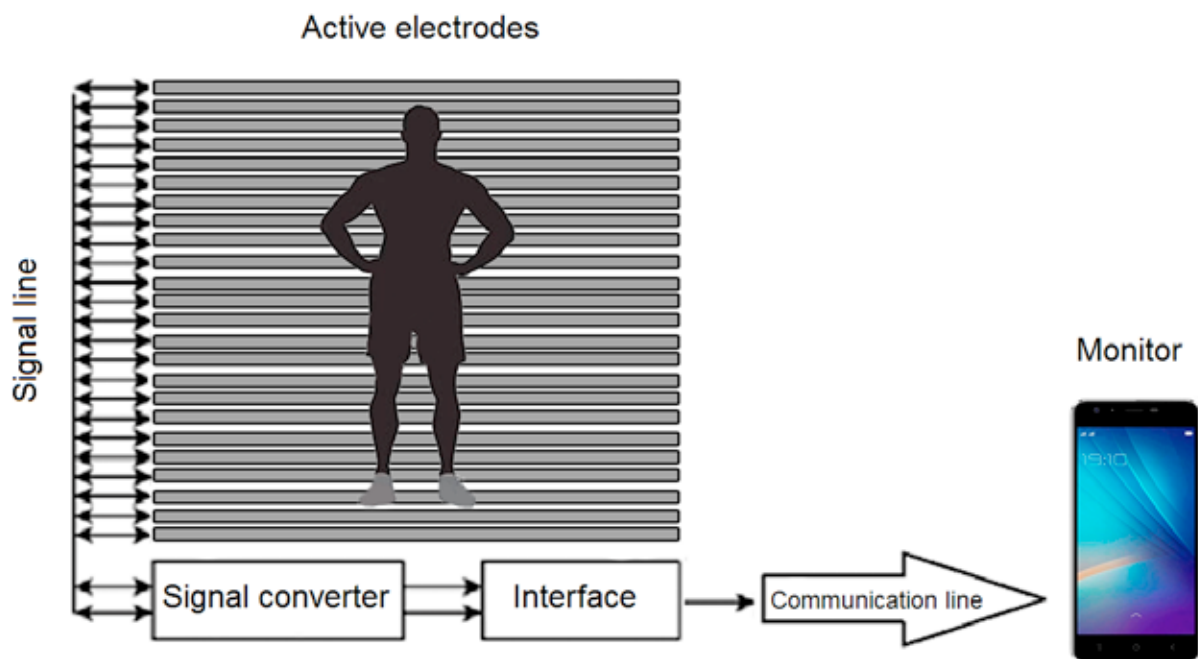 Active electrodes
Signal line
Monitor
19:10
Signal converter
Interface
Communication line